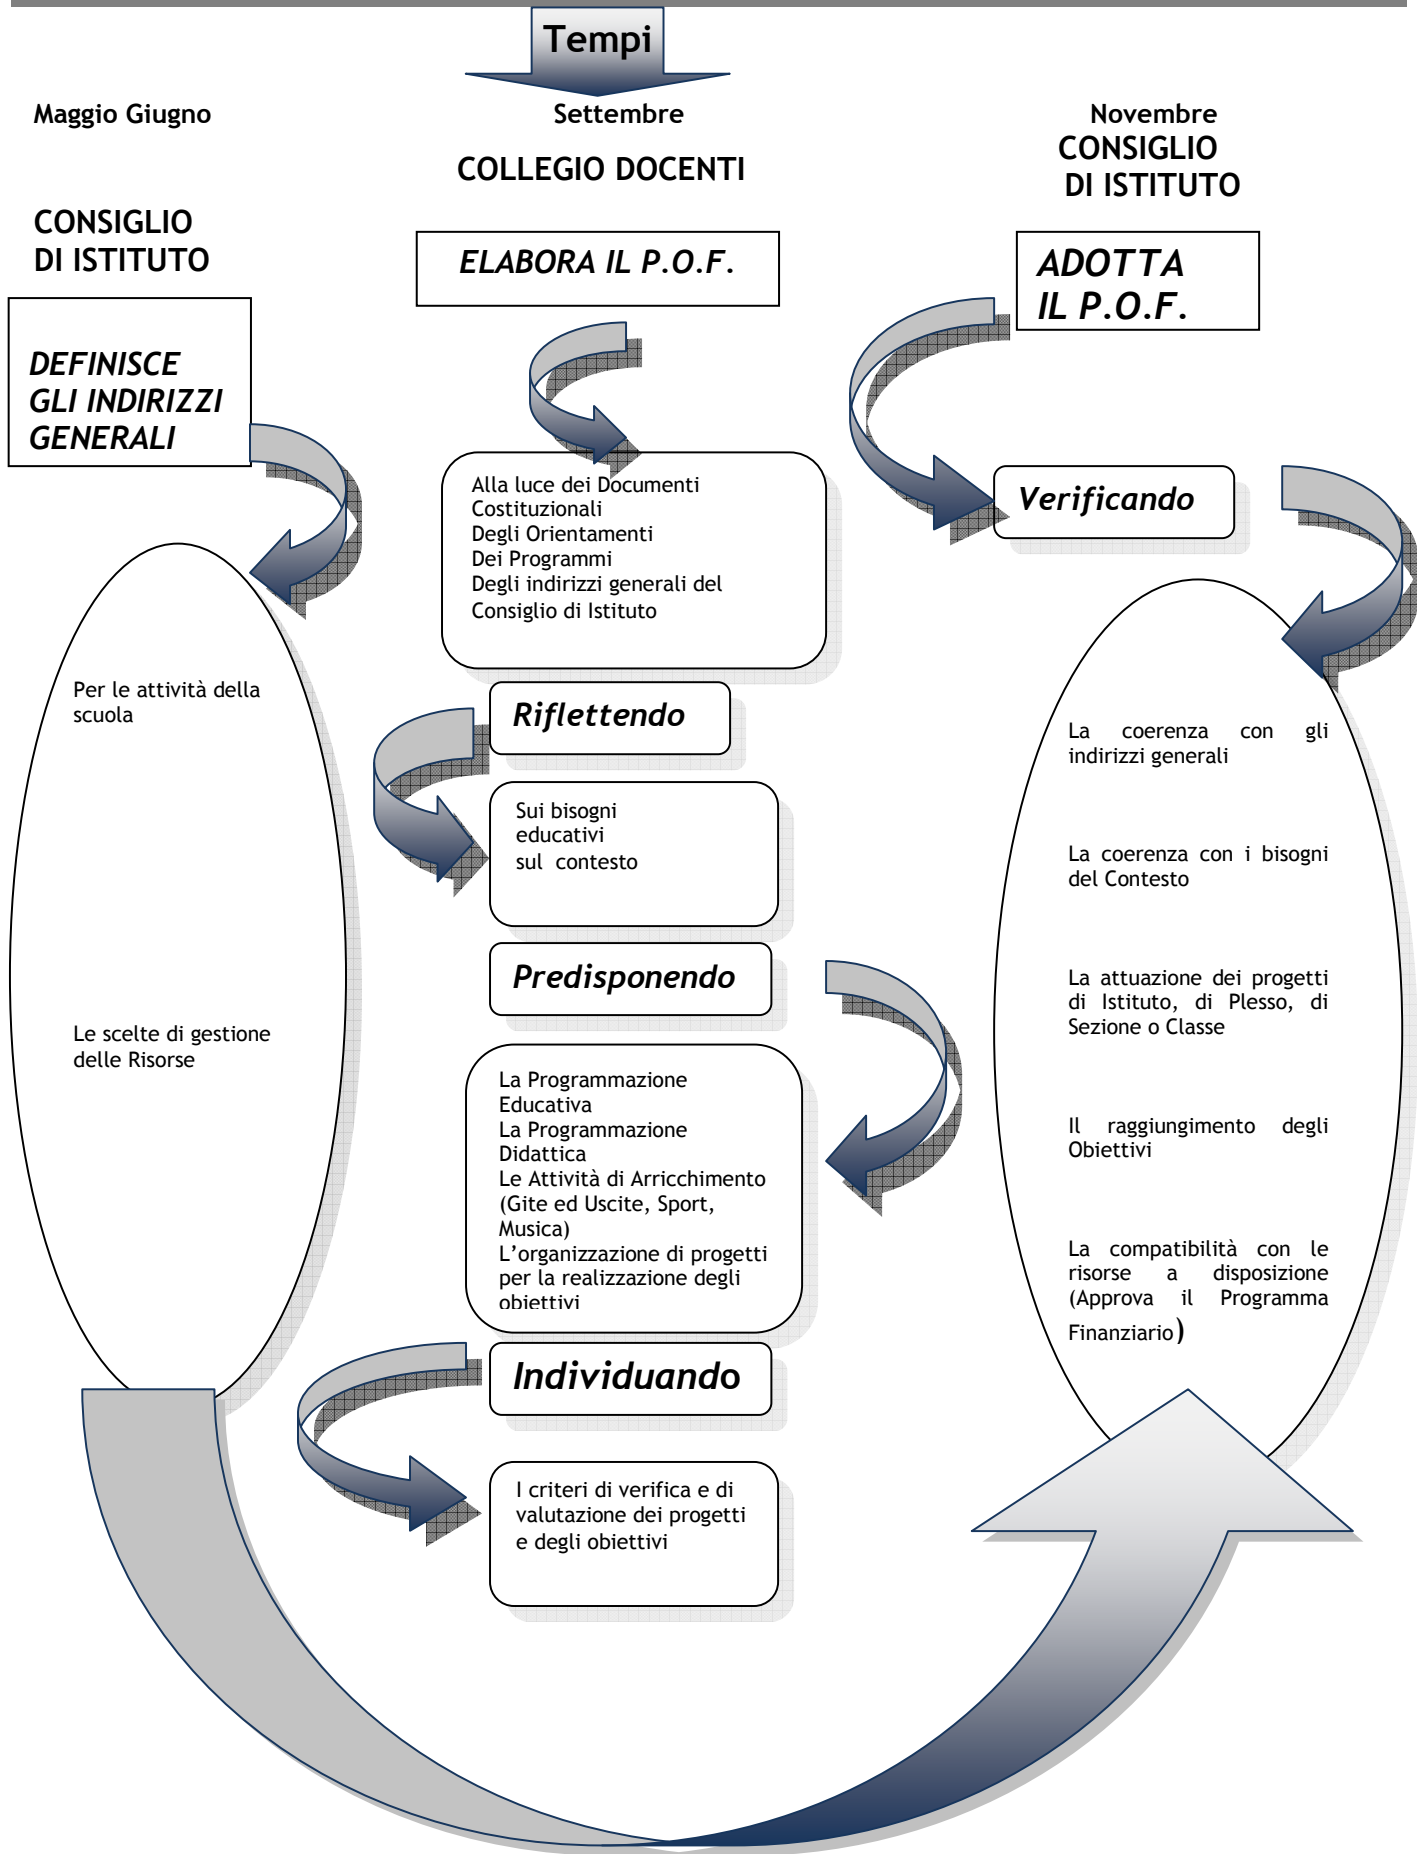 Tempi
Maggio Giugno
CONSIGLIO
DI ISTITUTO
DEFINISCE
GLI INDIRIZZI
GENERALI
Per le attività della
scuola
Le scelte di gestione
delle Risorse
Settembre
COLLEGIO DOCENTI
ELABORA IL P.O.F.
Alla luce dei Documenti
Costituzionali
Degli Orientamenti
Dei Programmi
Degli indirizzi generali del
Consiglio di Istituto
Riflettendo
Sui bisogni
educativi
sul contesto
Predisponendo
La Programmazione
Educativa
La Programmazione
Didattica
Le Attività di Arricchimento
(Gite ed Uscite, Sport,
Musica)
L'organizzazione di progetti
per la realizzazione degli
obiettivi
Individuando
I criteri di verifica e di
valutazione dei progetti
e degli obiettivi
Novembre
CONSIGLIO
DI ISTITUTO
ADOTTA
IL P.O.F.
Verificando
La coerenza con gli
indirizzi generali
La coerenza con i bisogni
del Contesto
La attuazione dei progetti
di Istituto, di Plesso, di
Sezione o Classe
Il raggiungimento degli
Obiettivi
La compatibilità con le
risorse a disposizione
(Approva il Programma
Finanziario)